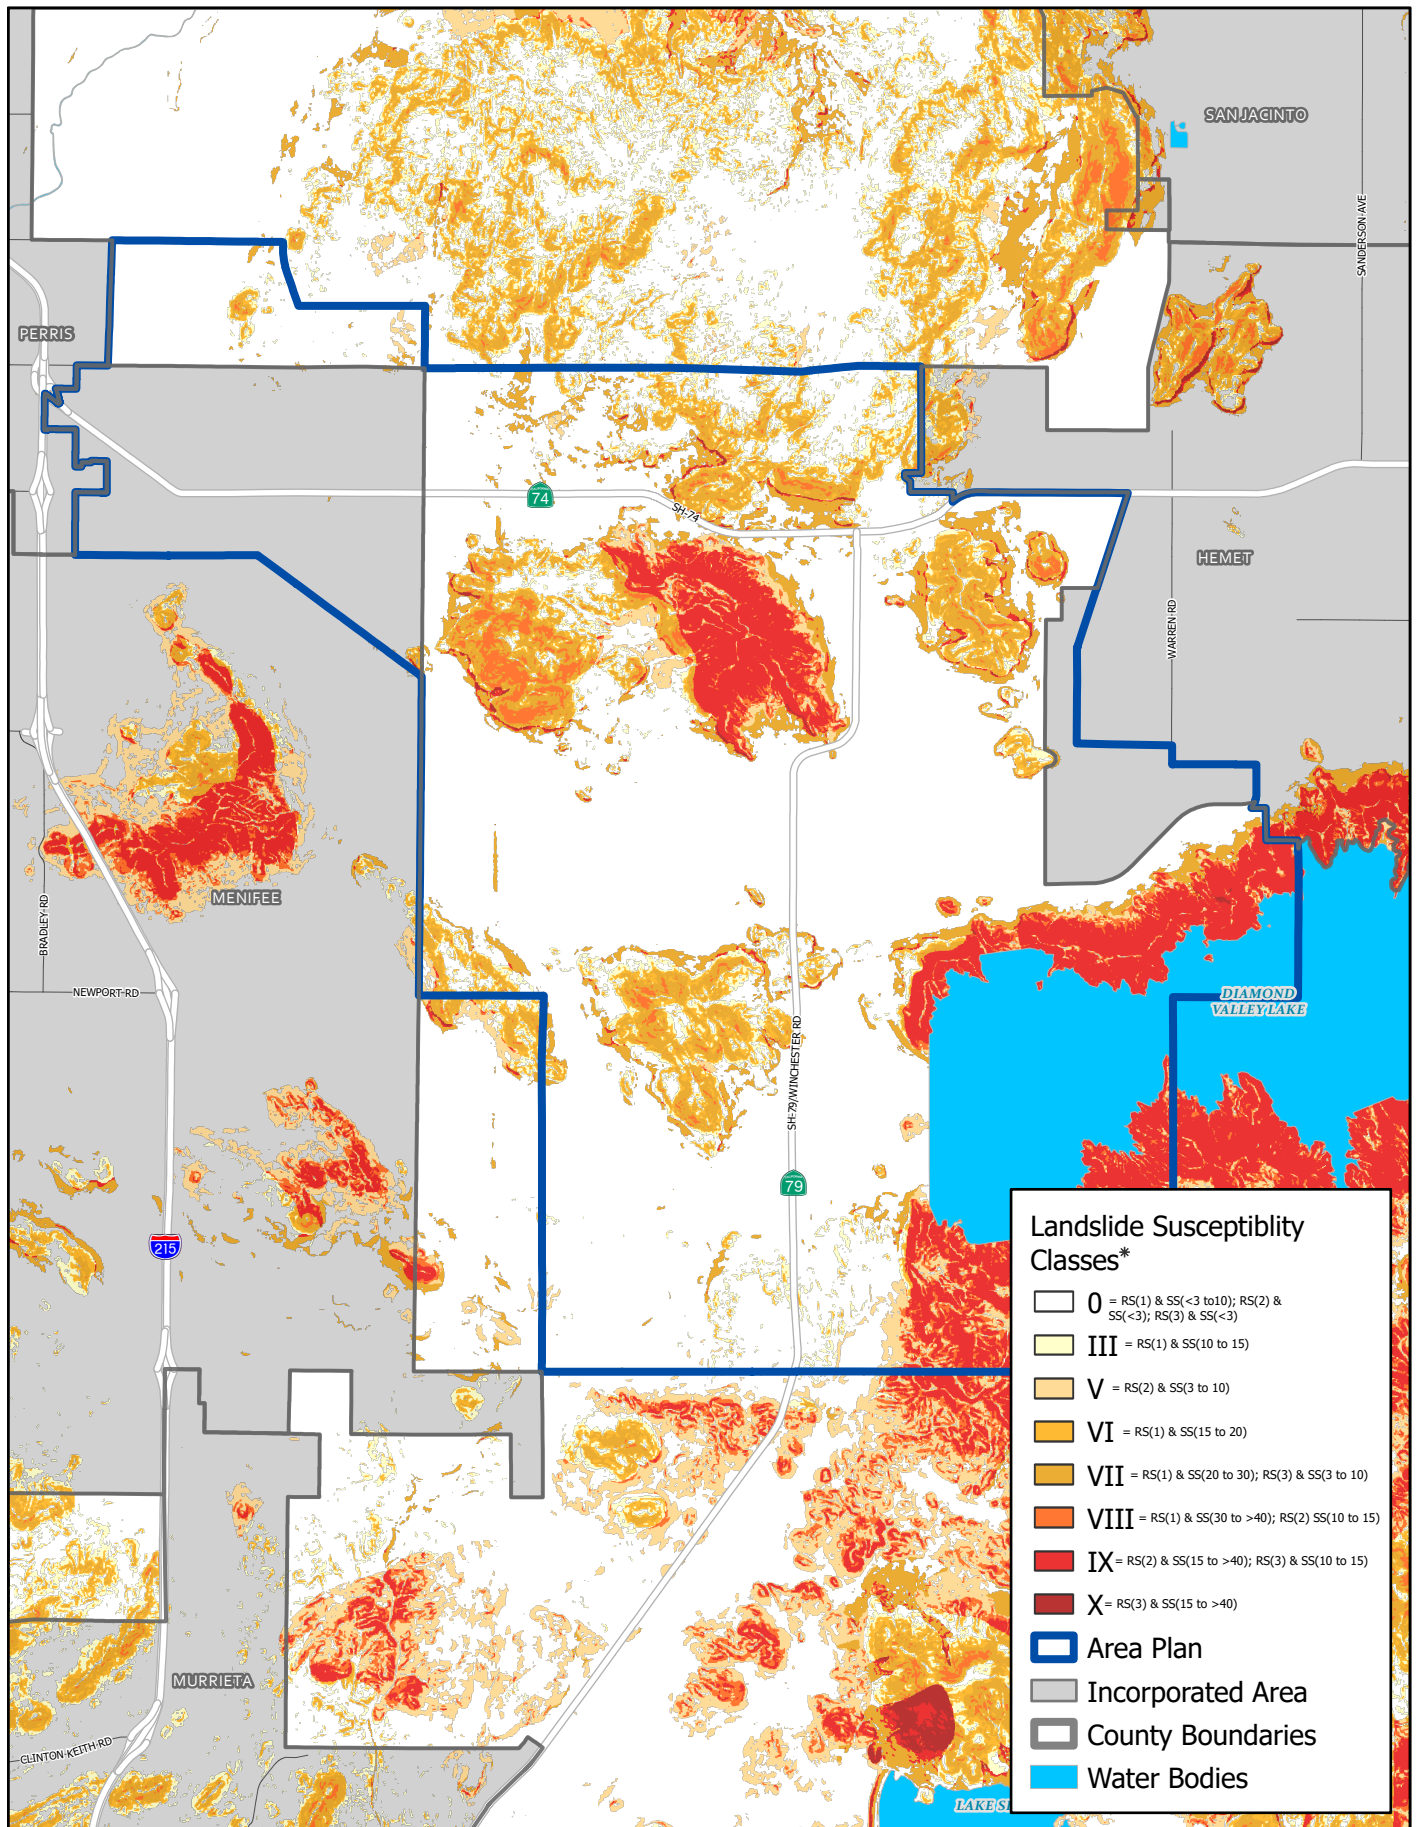 SAN JACINTO
SANDERSON AVE
PERRIS
74
SH-74
HEMET
WARREN RD
MENIFEE
BRADLEY RD
NEWPORT RD
DIAMOND
VALLEY LAKE
SH-79/WINCHESTER RD
79
215
Landslide Susceptiblity
Classes*
0 = RS(1) & SS(<3 to10); RS(2) &
SS(<3); RS(3) & SS(<3)
III = RS(1) & SS(10 to 15)
V = RS(2) & SS(3 to 10)
VI = RS(1) & SS(15 to 20)
VII = RS(1) & SS(20 to 30); RS(3) & SS(3 to 10)
VIII = RS(1) & SS(30 to >40); RS(2) SS(10 to 15)
IX = RS(2) & SS(15 to >40); RS(3) & SS(10 to 15)
X = RS(3) & SS(15 to >40)
Area Plan
Incorporated Area
County Boundaries
Water Bodies
MURRIETA
CLINTON KEITH RD
LAKE S